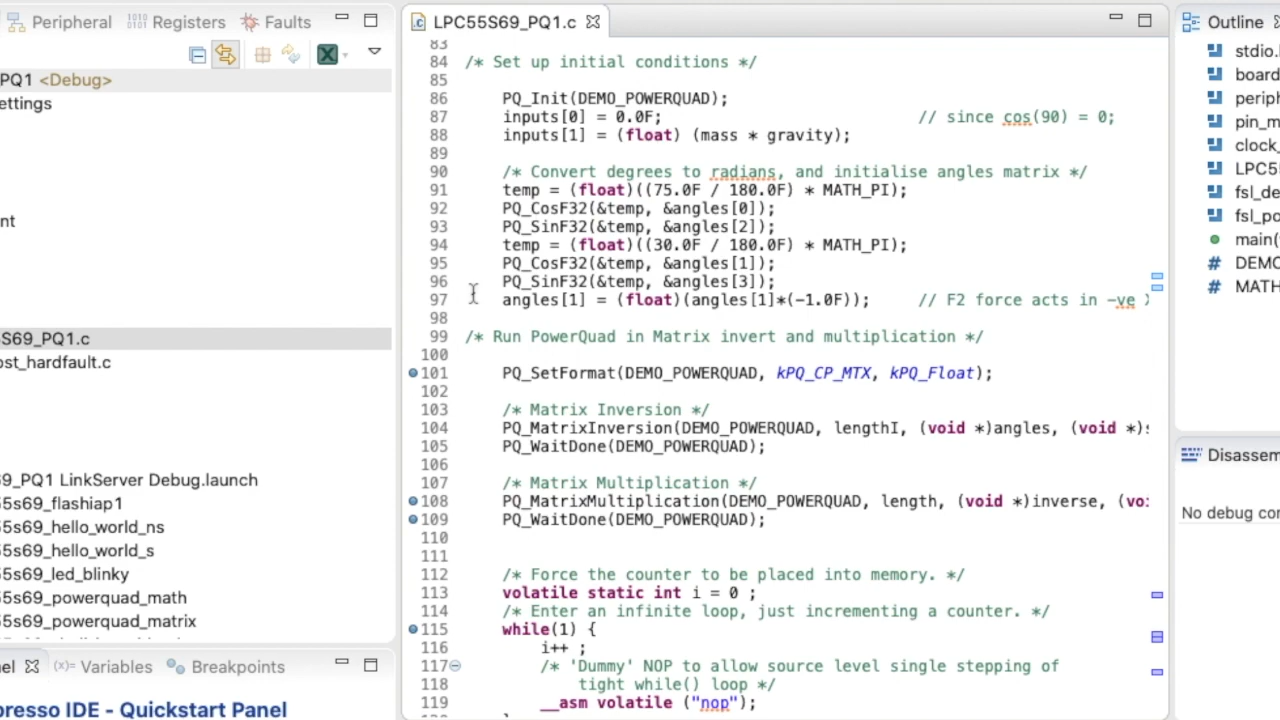 Peripheral
Registers
Faults
PQ1 <Debug>
ettings
nt
5S69_PQ1.c
ost_hardfault.c
69_PQ1 LinkServer Debug.launch
55s69_flashiap1
55s69_hello_world_ns
55s69_hello_world_s
55s69_led_blinky
55s69_powerquad_math
55s69_powerquad_matrix
nel
(x)= Variables
Breakpoints
presso IDE - Quickstart Panel
LPC55S69_PQ1.c
83
84 /* Set up initial conditions */
85
86 PQ_Init(DEMO_POWERQUAD);
87 inputs[0] = 0.0F; // since cos(90) = 0;
88 inputs[1] = (float) (mass * gravity);
89
90 /* Convert degrees to radians, and initialise angles matrix */
91 temp = (float)((75.0F / 180.0F) * MATH_PI);
92 PQ_CosF32(&temp, &angles[0]);
93 PQ_SinF32(&temp, &angles[2]);
94 temp = (float)((30.0F / 180.0F) * MATH_PI);
95 PQ_CosF32(&temp, &angles[1]);
96 PQ_SinF32(&temp, &angles[3]);
97 angles[1] = (float)(angles[1]*(-1.0F)); // F2 force acts in -ve
98
99 /* Run PowerQuad in Matrix invert and multiplication */
100
101 PQ_SetFormat(DEMO_POWERQUAD, kPQ_CP_MTX, kPQ_Float);
102
103 /* Matrix Inversion */
104 PQ_MatrixInversion(DEMO_POWERQUAD, lengthI, (void *)angles, (void *)
105 PQ_WaitDone(DEMO_POWERQUAD);
106
107 /* Matrix Multiplication */
108 PQ_MatrixMultiplication(DEMO_POWERQUAD, length, (void *)inverse, (vo
109 PQ_WaitDone(DEMO_POWERQUAD);
110
111
112 /* Force the counter to be placed into memory. */
113 volatile static int i = 0 ;
114 /* Enter an infinite loop, just incrementing a counter. */
115 while(1) {
116 i++ ;
117 /* 'Dummy' NOP to allow source level single stepping of
118 tight while() loop */
119 __asm volatile ("nop");
Outline
stdio.
board
periph
pin_m
clock_
LPC5
fsl_de
fsl_po
main(
DEMO
MATH
Disassem
No debug con